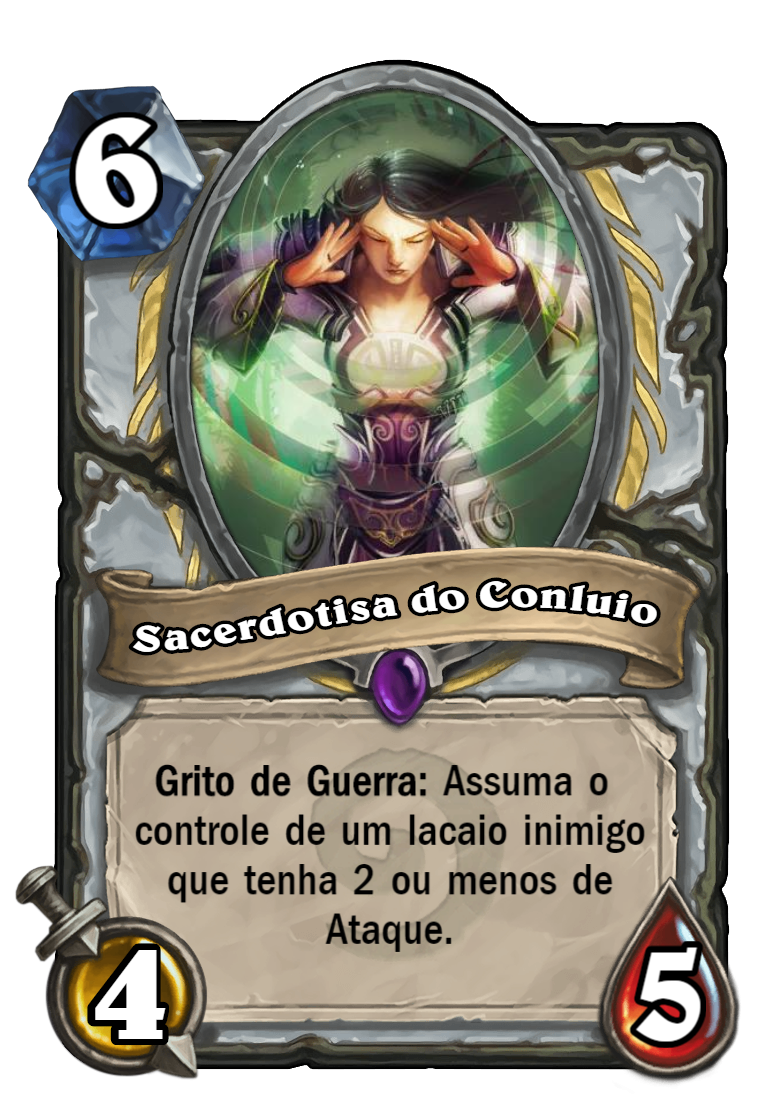 6
Sacerdotisa do Conluio
Grito de Guerra: Assuma o
controle de um lacaio inimigo
que tenha 2 ou menos de
Ataque.
4
5